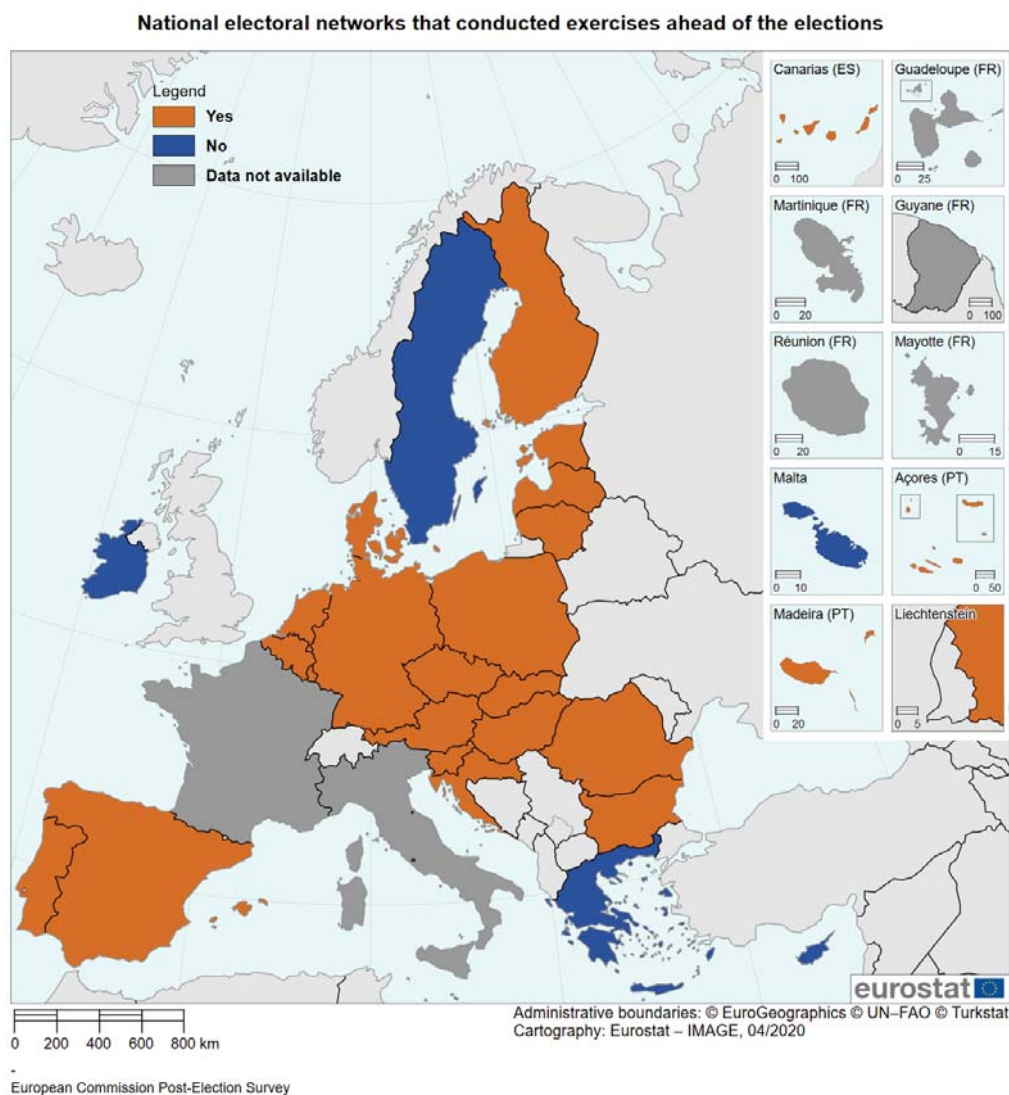 National electoral networks that conducted exercises ahead of the elections
Legend
Yes
No
Data not available
Canarias (ES)
0 100
Guadeloupe (FR)
0 25
Martinique (FR)
0 20
Guyane (FR)
0 100
Réunion (FR)
0 20
Mayotte (FR)
0 15
Malta
0 10
Açores (PT)
0 50
Madeira (PT)
0 20
Liechtenstein
0 5
eurostat
Administrative boundaries: © EuroGeographics © UN–FAO © Turkstat
Cartography: Eurostat – IMAGE, 04/2020
0 200 400 600 800 km
-
European Commission Post-Election Survey